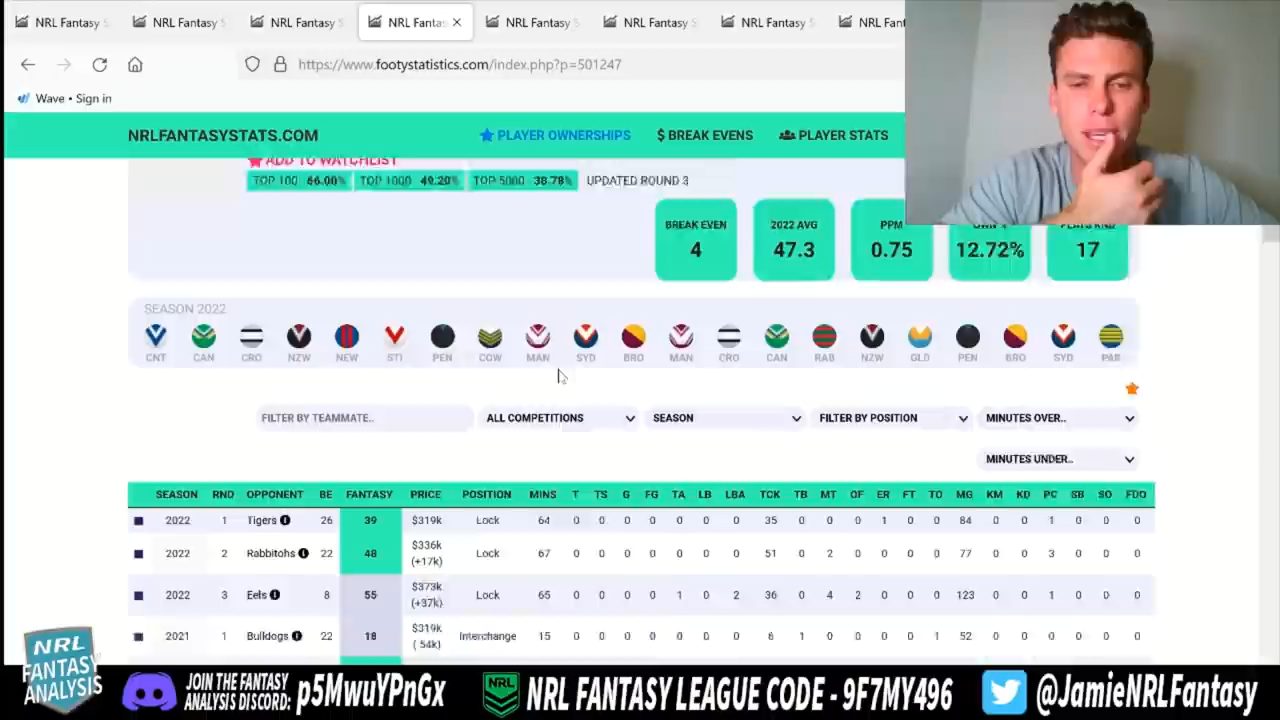 NRL Fantasy S NRL Fantasy S NRL Fantasy S NRL Fantas NRL Fantasy S NRL Fantasy S NRL Fantasy S NRL Fant
https://www.footystatistics.com/index.php?p=501247
Wave • Sign in
NRLFANTASYSTATS.COM PLAYER OWNERSHIPS $ BREAK EVENS PLAYER STATS
ADD TO WATCHLIST
TOP 100 66.00% TOP 1000 49.20% TOP 5000 38.78% UPDATED ROUND 3
BREAK EVEN 2022 AVG PPM OWN % PLAYS RND
4 47.3 0.75 12.72% 17
SEASON 2022
CNT CAN CRO NZW NEW STI PEN COW MAN SYD BRO MAN CRO CAN RAB NZW GLD PEN BRO SYD PAR
FILTER BY TEAMMATE.. ALL COMPETITIONS SEASON FILTER BY POSITION MINUTES OVER..
MINUTES UNDER..
SEASON RND OPPONENT BE FANTASY PRICE POSITION MINS T TS G FG TA LB LBA TCK TB MT OF ER FT TO MG KM KD PC SB SO FDO
2022 1 Tigers 26 39 $319k Lock 64 0 0 0 0 0 0 0 35 0 0 0 1 0 0 84 0 0 1 0 0 0
2022 2 Rabbitohs 22 48 $336k (+17k) Lock 67 0 0 0 0 0 0 0 51 0 2 0 0 0 0 77 0 0 3 0 0 0
2022 3 Eels 8 55 $373k (+37k) Lock 65 0 0 0 0 1 0 2 36 0 4 2 0 0 0 123 0 0 1 0 0 0
2021 1 Bulldogs 22 18 $319k ( 54k) Interchange 15 0 0 0 0 0 0 0 6 1 0 0 0 0 1 52 0 0 0 0 0 0
NRL FANTASY ANALYSIS
JOIN THE FANTASY ANALYSIS DISCORD: p5MwuYPnGx
NRL
NRL FANTASY LEAGUE CODE - 9F7MY496
@JamieNRLFantasy